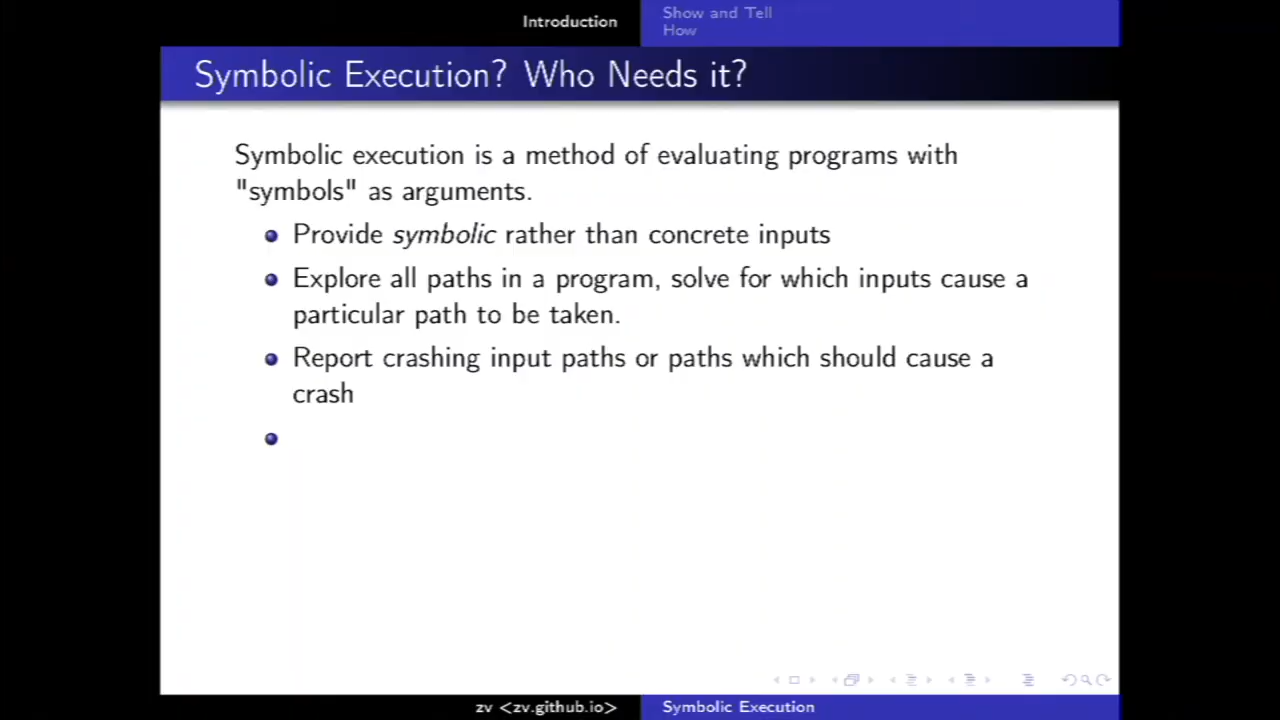 Introduction
Show and Tell
How
Symbolic Execution? Who Needs it?
Symbolic execution is a method of evaluating programs with
"symbols" as arguments.
Provide symbolic rather than concrete inputs
Explore all paths in a program, solve for which inputs cause a
particular path to be taken.
Report crashing input paths or paths which should cause a
crash
zv <zv.github.io>
Symbolic Execution